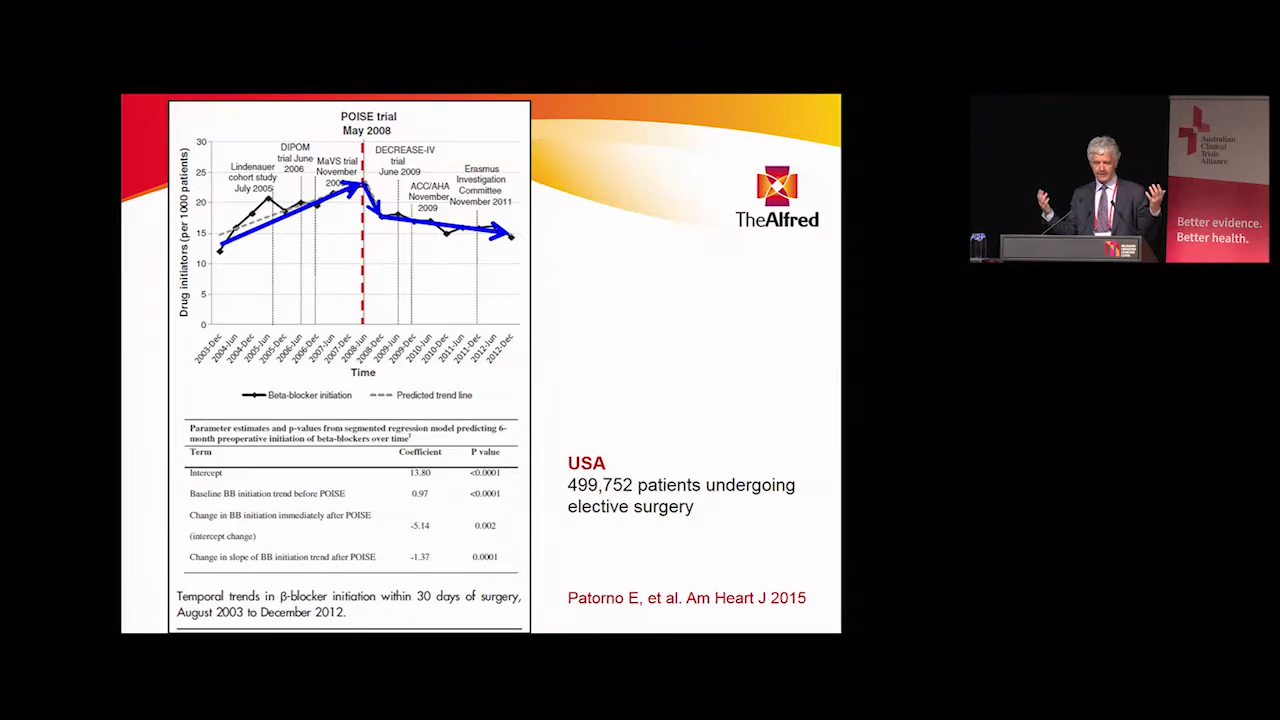 POISE trial
May 2008
Drug initiators (per 1000 patients)
30
25
20
15
10
5
0
Lindenauer
cohort study
July 2005
DIPOM
trial June
2006
MaVS trial
November
DECREASE-IV
trial
June 2009
ACC/AHA
November
2009
Erasmus
Investigation
Committee
November 2011
2003-Dec
2004-Jun
2004-Dec
2005-Jun
2005-Dec
2006-Jun
2006-Dec
2007-Jun
2007-Dec
2008-Jun
2008-Dec
2009-Jun
2009-Dec
2010-Jun
2010-Dec
2011-Jun
2011-Dec
2012-Jun
2012-Dec
Time
Beta-blocker initiation
Predicted trend line
Parameter estimates and p-values from segmented regression model predicting 6-
month preoperative initiation of beta-blockers over time¹
Term Coefficient P value
Intercept 13.80 <0.0001
Baseline BB initiation trend before POISE 0.97 <0.0001
Change in BB initiation immediately after POISE
(intercept change) -5.14 0.002
Change in slope of BB initiation trend after POISE -1.37 0.0001
Temporal trends in β-blocker initiation within 30 days of surgery,
August 2003 to December 2012.
TheAlfred
USA
499,752 patients undergoing
elective surgery
Patorno E, et al. Am Heart J 2015
Australian
Clinical
Trials
Alliance
Better evidence.
Better health.